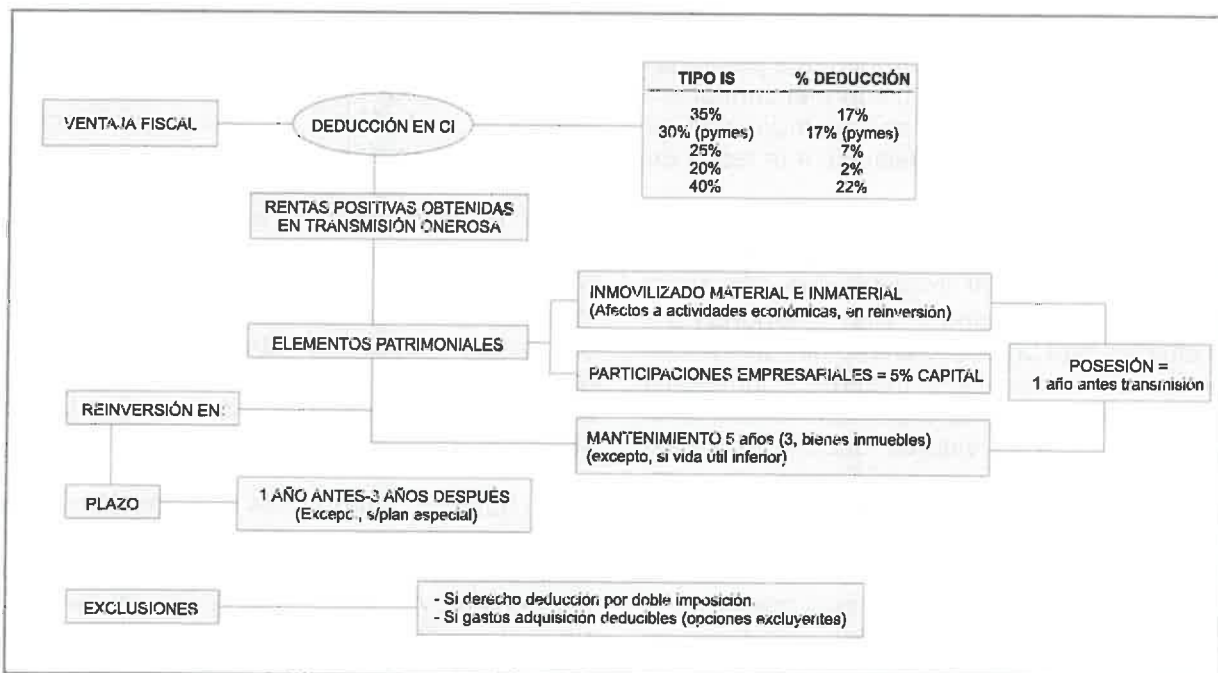 TIPO IS % DEDUCCIÓN
35% 17%
30% (pymes) 17% (pymes)
25% 7%
20% 2%
40% 22%
VENTAJA FISCAL
DEDUCCIÓN EN CI
RENTAS POSITIVAS OBTENIDAS
EN TRANSMISIÓN ONEROSA
ELEMENTOS PATRIMONIALES
INMOVILIZADO MATERIAL E INMATERIAL
(Afectos a actividades económicas, en reinversión)
PARTICIPACIONES EMPRESARIALES = 5% CAPITAL
POSESIÓN =
1 año antes transmisión
REINVERSIÓN EN:
MANTENIMIENTO 5 años (3, bienes inmuebles)
(excepto, si vida útil inferior)
PLAZO
1 AÑO ANTES-3 AÑOS DESPUÉS
(Excepc., s/plan especial)
EXCLUSIONES
- Si derecho deducción por doble imposición.
- Si gastos adquisición deducibles (opciones excluyentes)